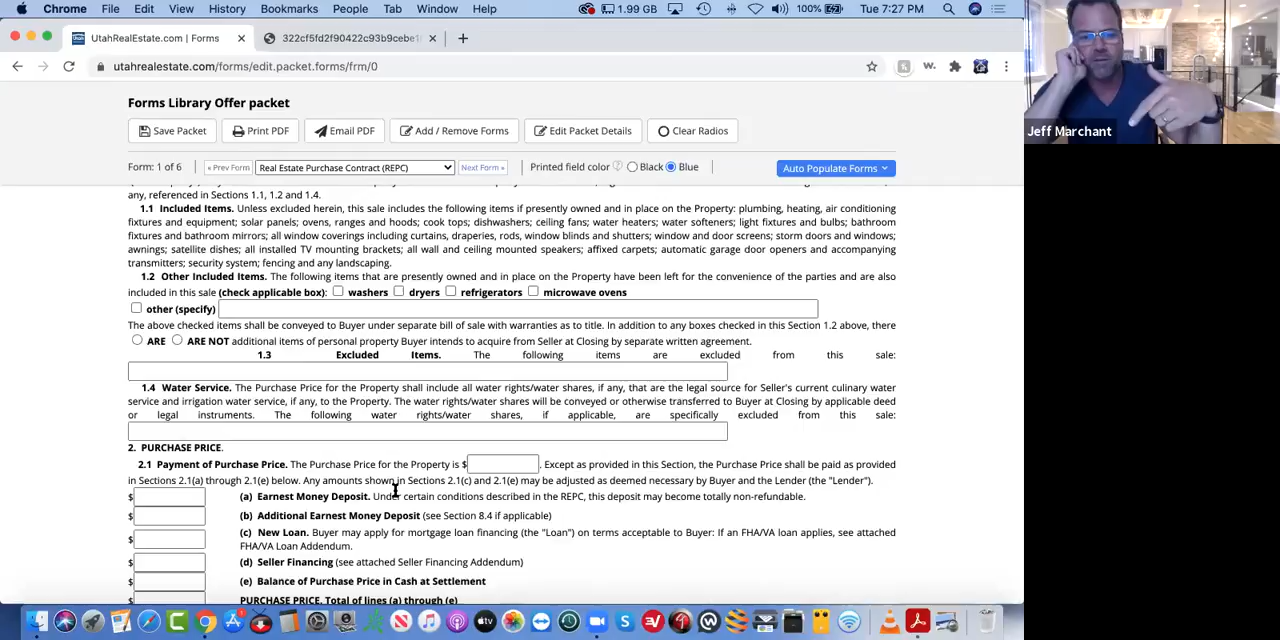 Chrome File Edit View History Bookmarks People Tab Window Help 1.99 GB 100% Tue 7:27 PM
UtahRealEstate.com | Forms 322cf5fd2f90422c93b9cebe1
utahrealestate.com/forms/edit.packet.forms/frm/0
Jeff Marchant
Forms Library Offer packet
Save Packet Print PDF Email PDF Add / Remove Forms Edit Packet Details Clear Radios
Form: 1 of 6 « Prev Form Real Estate Purchase Contract (REPC) Next Form » Printed field color ? Black Blue Auto Populate Forms
any, referenced in Sections 1.1, 1.2 and 1.4.
1.1 Included Items. Unless excluded herein, this sale includes the following items if presently owned and in place on the Property: plumbing, heating, air conditioning
fixtures and equipment; solar panels; ovens, ranges and hoods; cook tops; dishwashers; ceiling fans; water heaters; water softeners; light fixtures and bulbs; bathroom
fixtures and bathroom mirrors; all window coverings including curtains, draperies, rods, window blinds and shutters; window and door screens; storm doors and windows;
awnings; satellite dishes; all installed TV mounting brackets; all wall and ceiling mounted speakers; affixed carpets; automatic garage door openers and accompanying
transmitters; security system; fencing and any landscaping.
1.2 Other Included Items. The following items that are presently owned and in place on the Property have been left for the convenience of the parties and are also
included in this sale (check applicable box): washers dryers refrigerators microwave ovens
other (specify)
The above checked items shall be conveyed to Buyer under separate bill of sale with warranties as to title. In addition to any boxes checked in this Section 1.2 above, there
ARE ARE NOT additional items of personal property Buyer intends to acquire from Seller at Closing by separate written agreement.
1.3 Excluded Items. The following items are excluded from this sale:
1.4 Water Service. The Purchase Price for the Property shall include all water rights/water shares, if any, that are the legal source for Seller's current culinary water
service and irrigation water service, if any, to the Property. The water rights/water shares will be conveyed or otherwise transferred to Buyer at Closing by applicable deed
or legal instruments. The following water rights/water shares, if applicable, are specifically excluded from this sale:
2. PURCHASE PRICE.
2.1 Payment of Purchase Price. The Purchase Price for the Property is $ . Except as provided in this Section, the Purchase Price shall be paid as provided
in Sections 2.1(a) through 2.1(e) below. Any amounts shown in Sections 2.1(c) and 2.1(e) may be adjusted as deemed necessary by Buyer and the Lender (the "Lender").
$ (a) Earnest Money Deposit. Under certain conditions described in the REPC, this deposit may become totally non-refundable.
$ (b) Additional Earnest Money Deposit (see Section 8.4 if applicable)
$ (c) New Loan. Buyer may apply for mortgage loan financing (the "Loan") on terms acceptable to Buyer: If an FHA/VA loan applies, see attached
FHA/VA Loan Addendum.
$ (d) Seller Financing (see attached Seller Financing Addendum)
$ (e) Balance of Purchase Price in Cash at Settlement
$ PURCHASE PRICE. Total of lines (a) through (e)